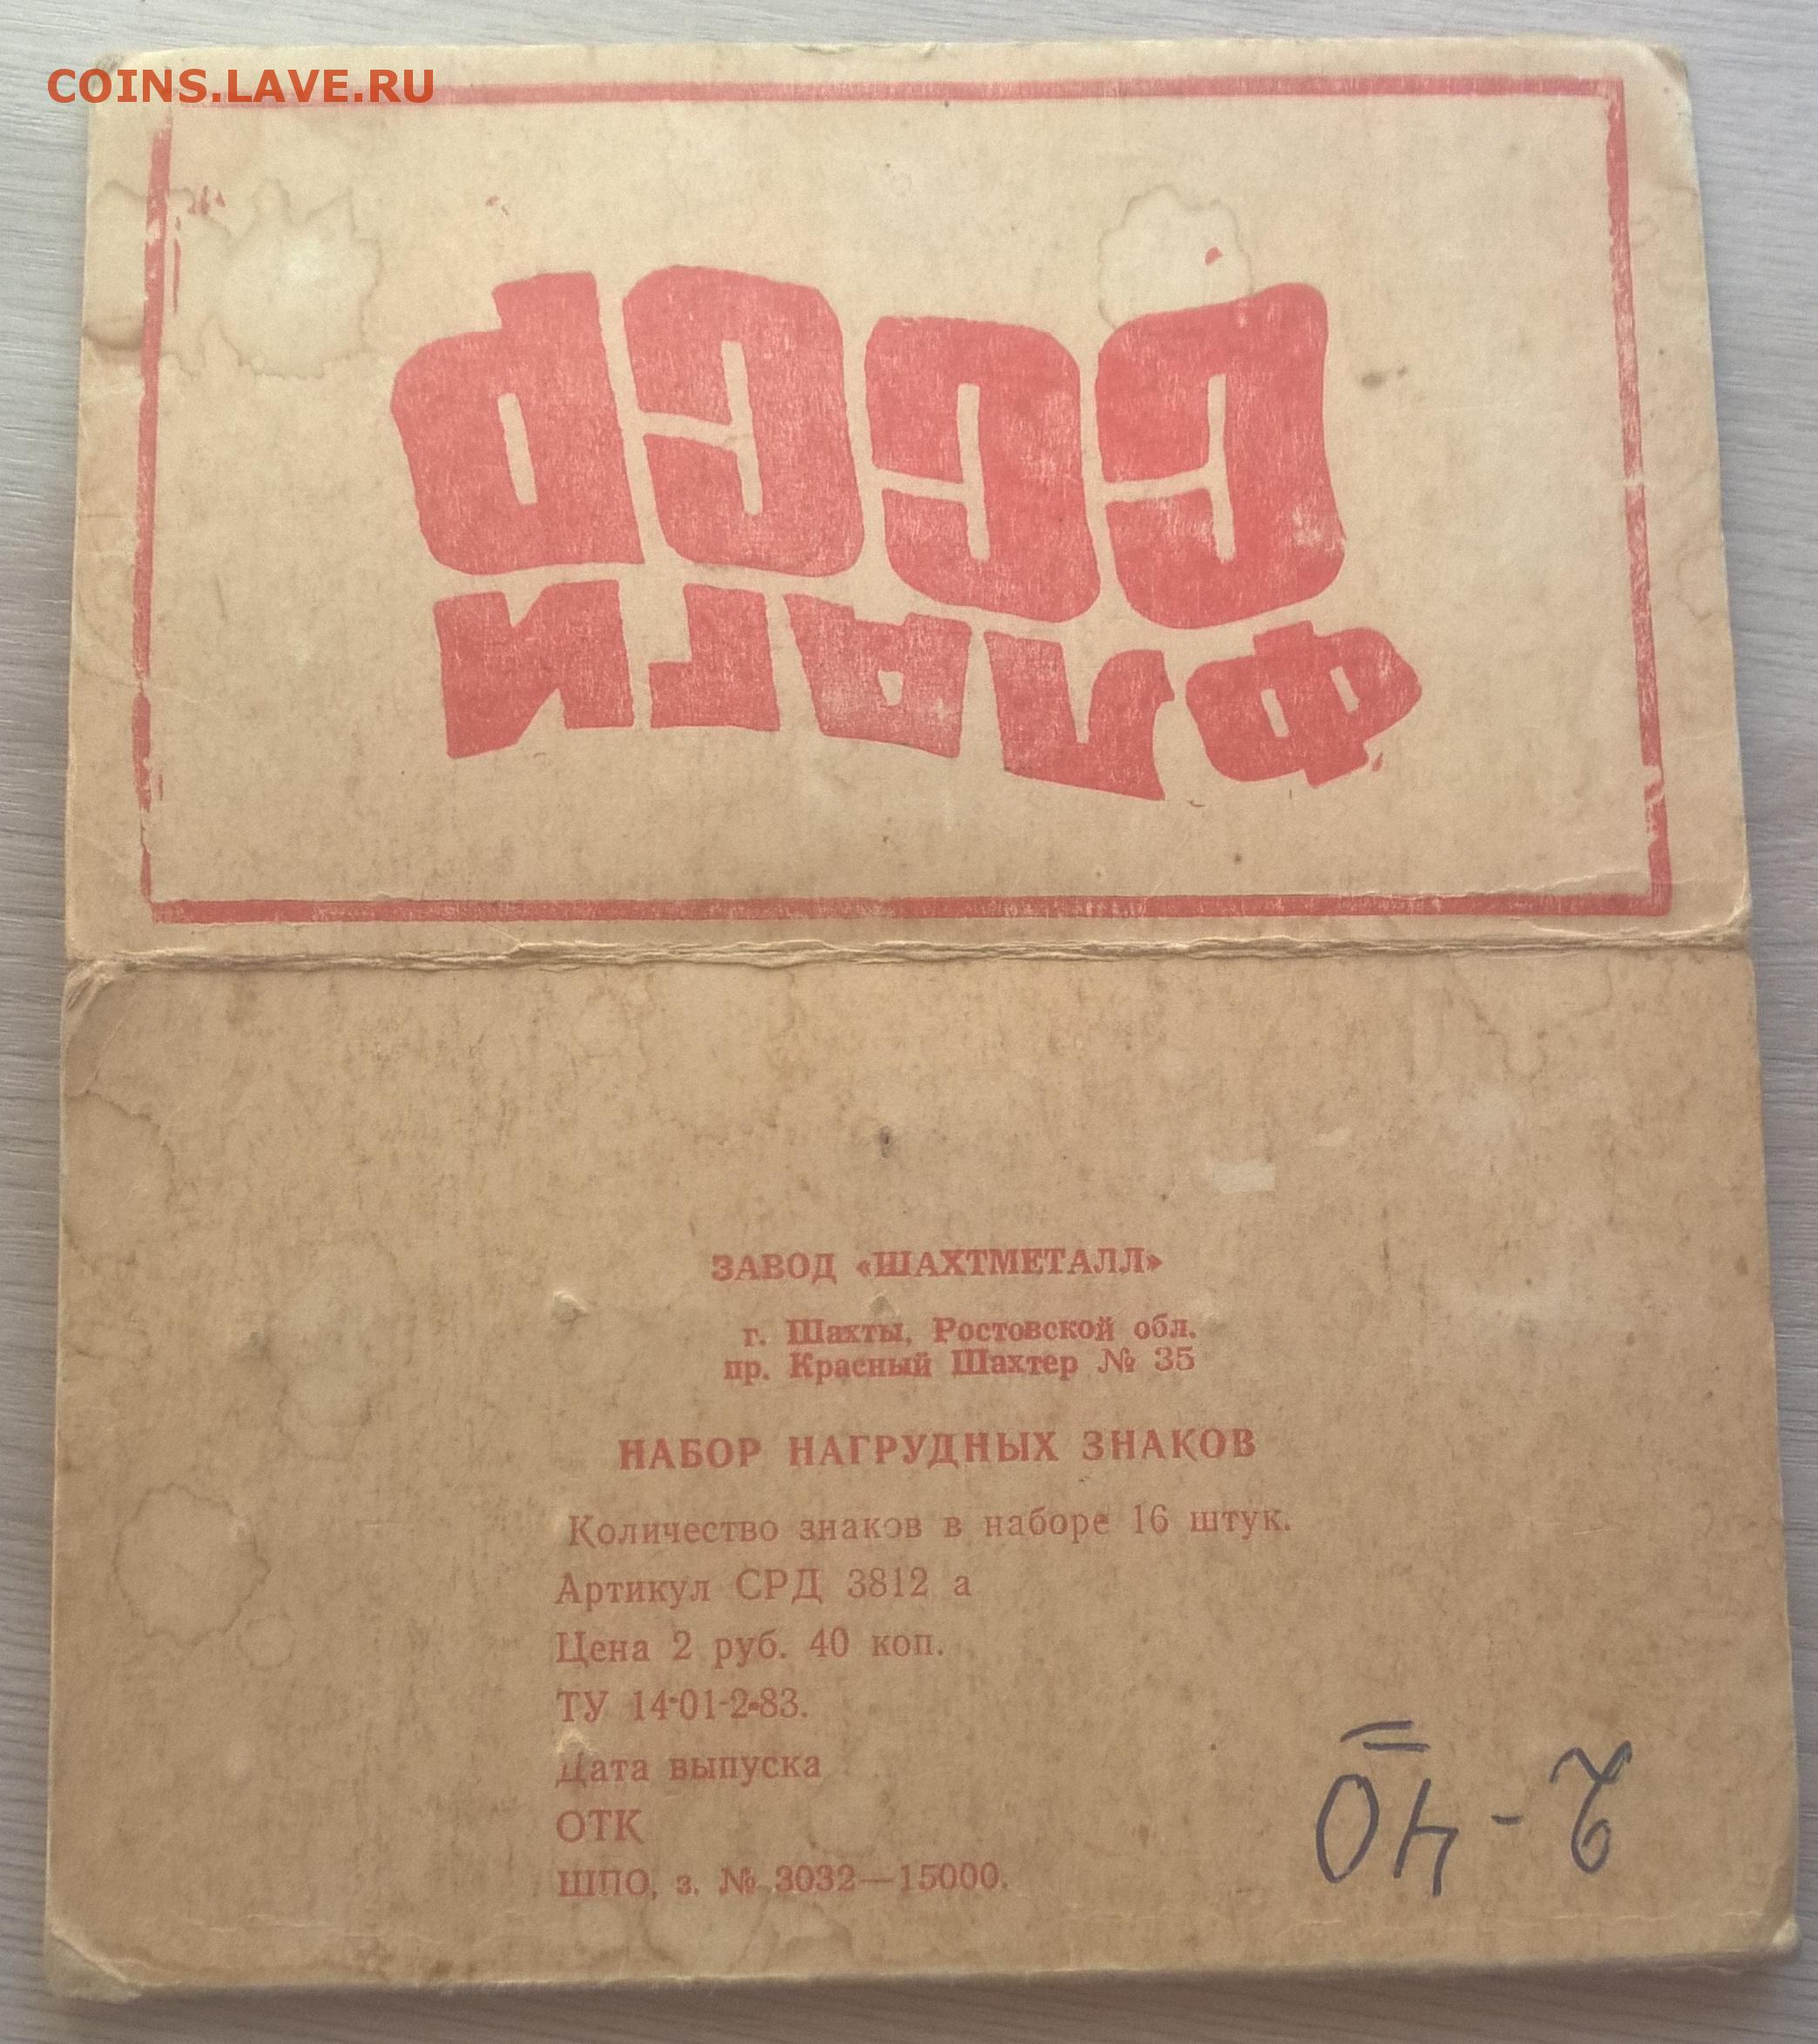 COINS.LAVE.RU
ФЛАГИ
СССР
ЗАВОД «ШАХТМЕТАЛЛ»
г. Шахты, Ростовской обл.
пр. Красный Шахтер № 35
НАБОР НАГРУДНЫХ ЗНАКОВ
Количество знаков в наборе 16 штук.
Артикул СРД 3812 а
Цена 2 руб. 40 коп.
ТУ 14-01-2-83.
Дата выпуска
ОТК
ШПО, з. № 3032—15000.
2-40